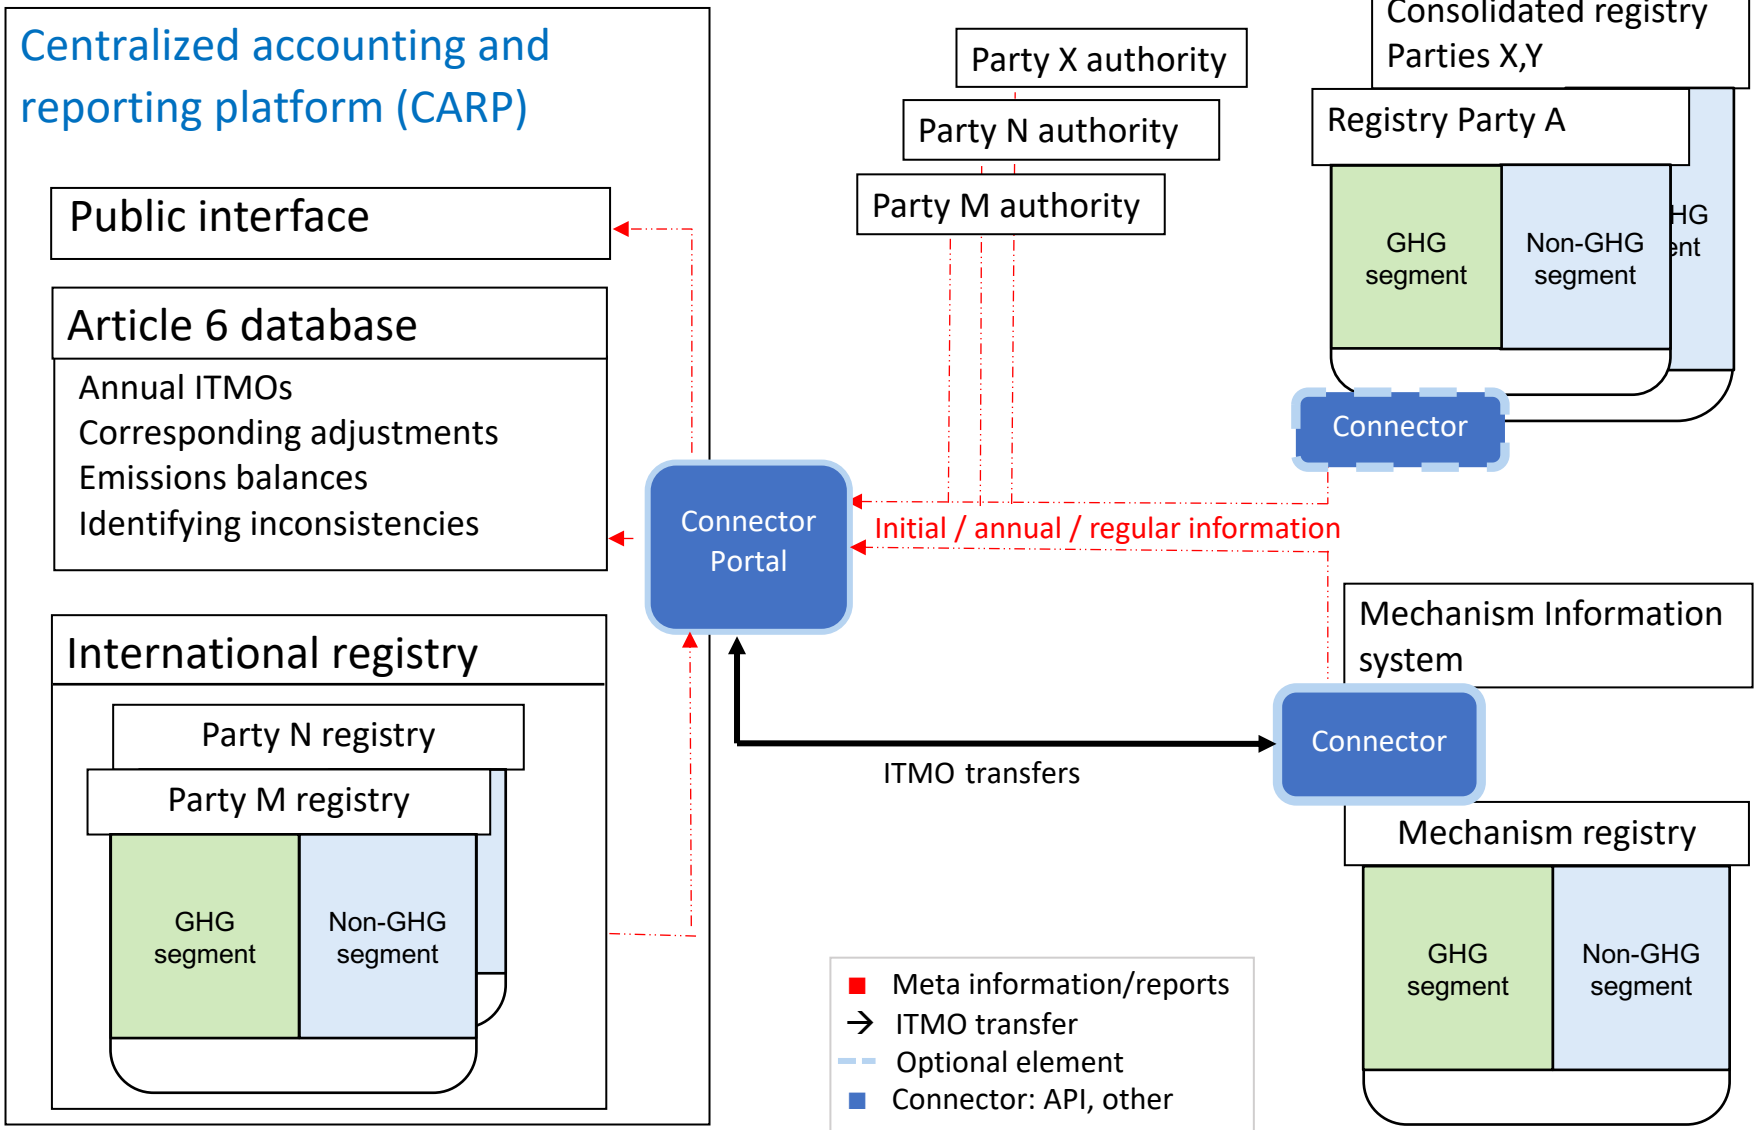 Centralized accounting and
reporting platform (CARP)
Public interface
Article 6 database
Annual ITMOs
Corresponding adjustments
Emissions balances
Identifying inconsistencies
International registry
Party N registry
Party M registry
GHG
segment
Non-GHG
segment
Connector
Portal
Party X authority
Party N authority
Party M authority
Initial / annual / regular information
ITMO transfers
Consolidated registry
Parties X,Y
Registry Party A
GHG
segment
Non-GHG
segment
HG
ent
Connector
Mechanism Information
system
Connector
Mechanism registry
GHG
segment
Non-GHG
segment
Meta information/reports
ITMO transfer
Optional element
Connector: API, other